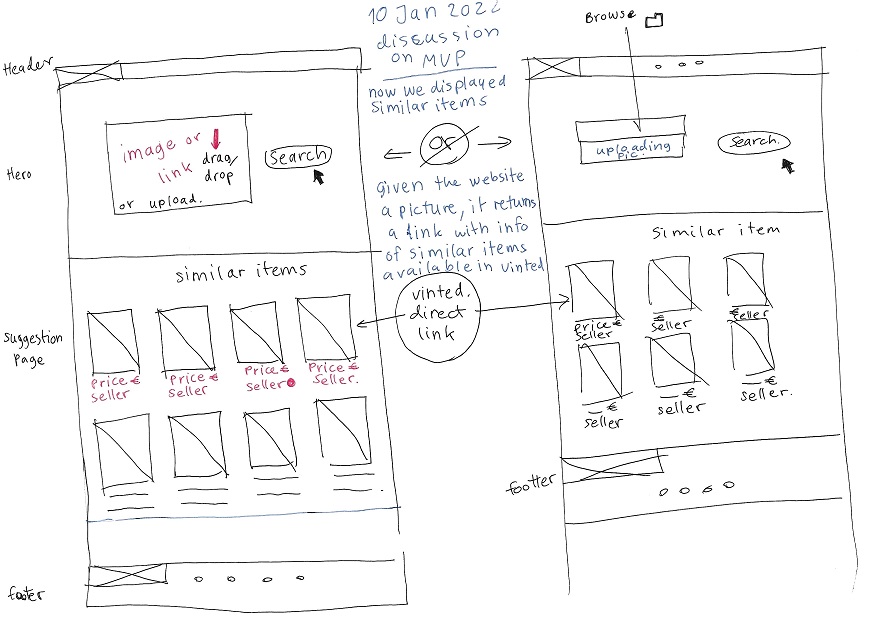 10 Jan 2022
discussion
on MVP
now we displayed
similar items
or
given the website
a picture, it returns
a link with info
of similar items
available in vinted
vinted.
direct
link
Header
Hero
image or
link
drag/
drop
or upload.
Search
similar items
Suggestion
page
Price €
seller
Price €
seller
Price €
seller
Price €
Seller.
footer
Browse
uploading
pic.
Search.
similar item
Price €
seller
€
seller
€
seller
€
seller
€
seller
€
seller.
footter